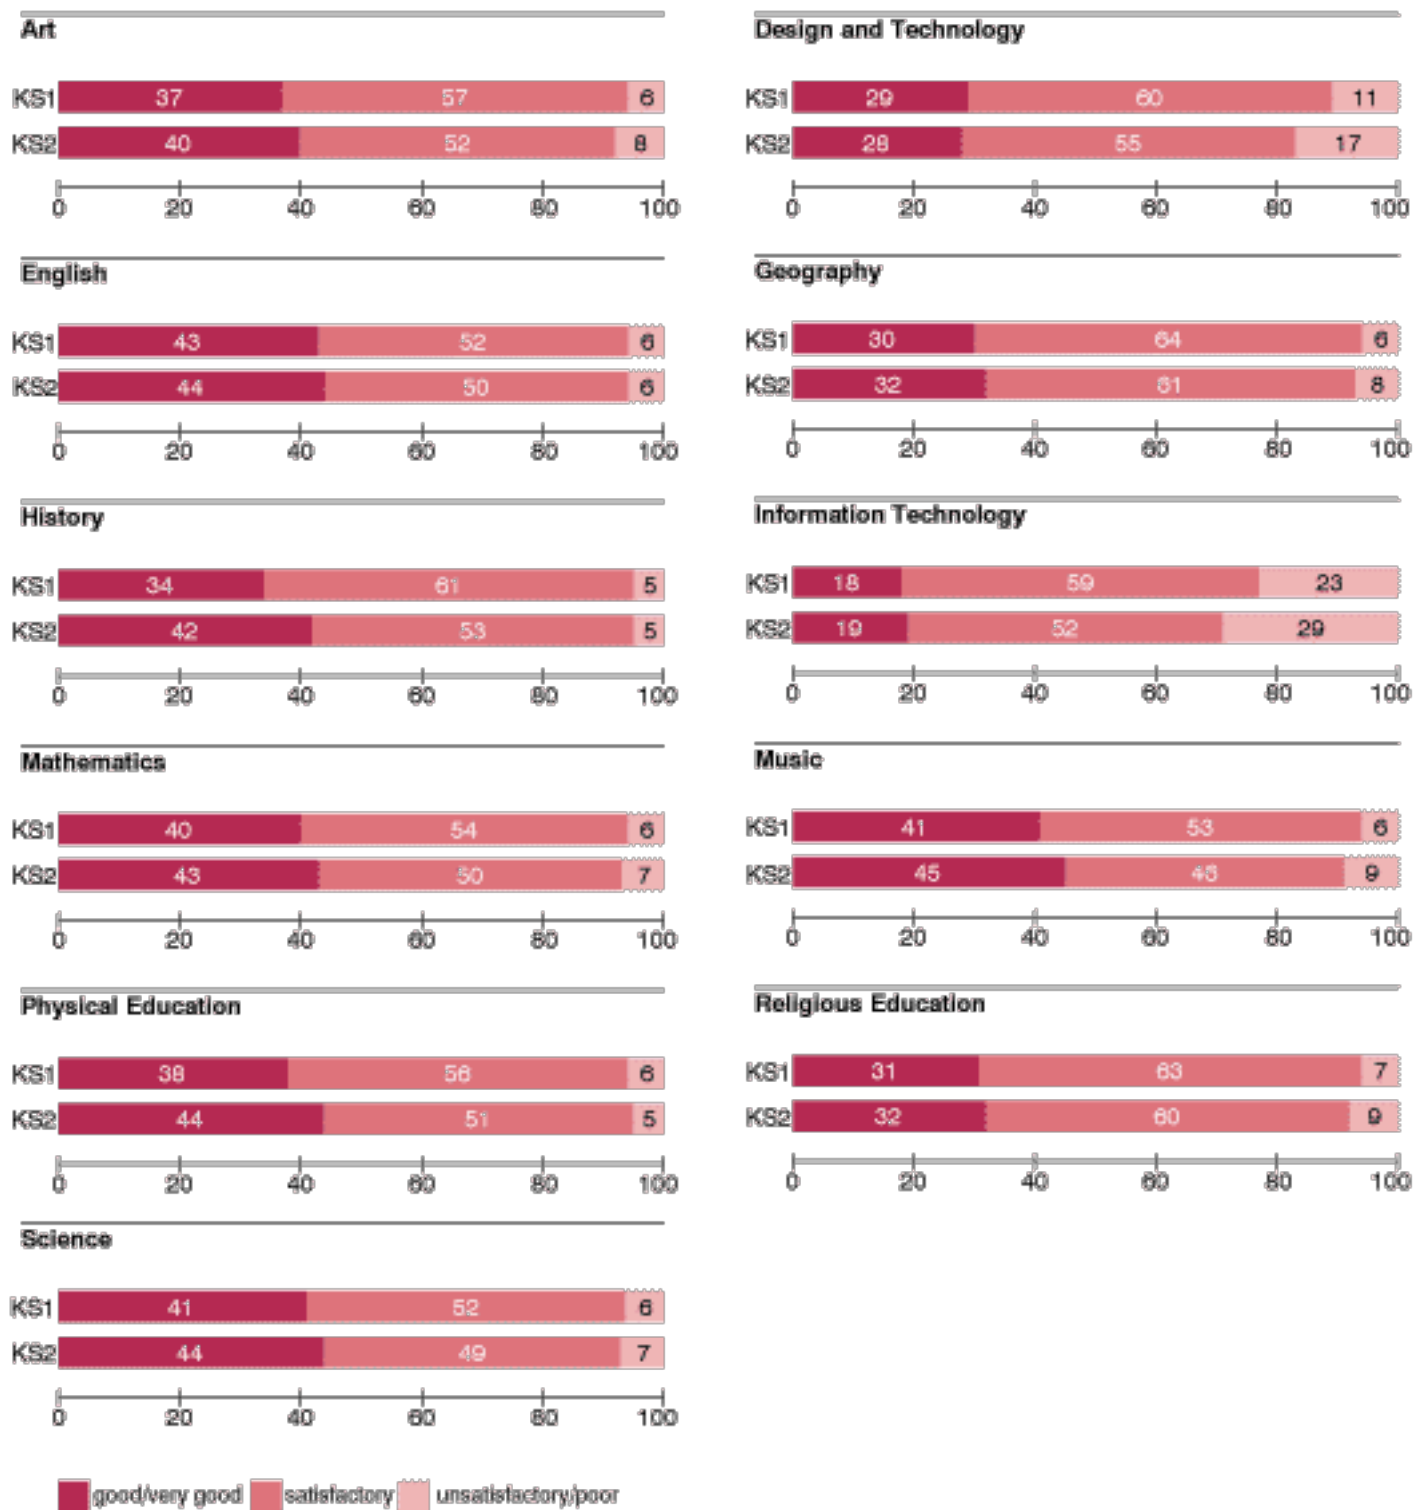 Art
KS1 37 57 6
KS2 40 52 8
0 20 40 60 80 100
Design and Technology
KS1 29 60 11
KS2 28 55 17
0 20 40 60 80 100
English
KS1 43 52 6
KS2 44 50 6
0 20 40 60 80 100
Geography
KS1 30 64 6
KS2 32 61 8
0 20 40 60 80 100
History
KS1 34 61 5
KS2 42 53 5
0 20 40 60 80 100
Information Technology
KS1 18 59 23
KS2 19 52 29
0 20 40 60 80 100
Mathematics
KS1 40 54 6
KS2 43 50 7
0 20 40 60 80 100
Music
KS1 41 53 6
KS2 45 46 9
0 20 40 60 80 100
Physical Education
KS1 38 56 6
KS2 44 51 5
0 20 40 60 80 100
Religious Education
KS1 31 63 7
KS2 32 60 9
0 20 40 60 80 100
Science
KS1 41 52 6
KS2 44 49 7
0 20 40 60 80 100
good/very good satisfactory unsatisfactory/poor